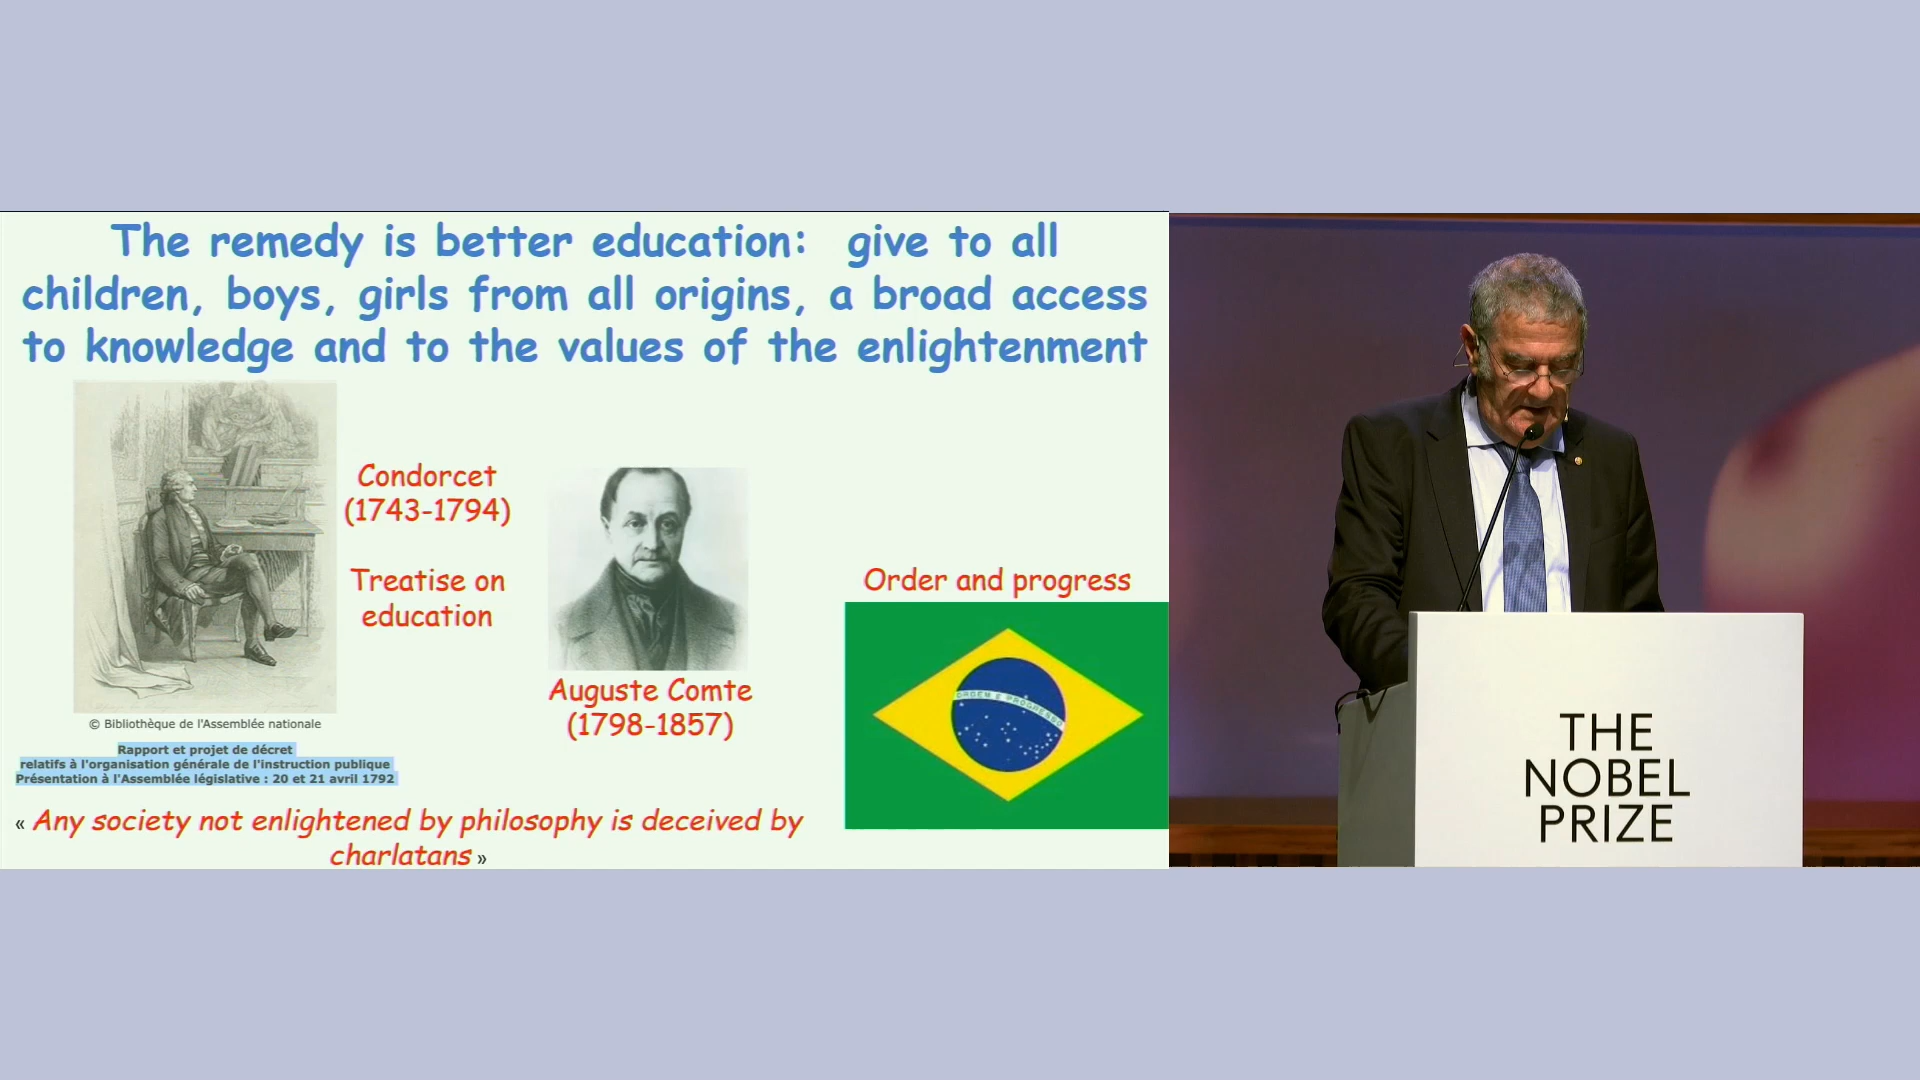 The remedy is better education: give to all
children, boys, girls from all origins, a broad access
to knowledge and to the values of the enlightenment
Condorcet
(1743-1794)
Treatise on
education
© Bibliothèque de l'Assemblée nationale
Rapport et projet de décret
relatifs à l'organisation générale de l'instruction publique
Présentation à l'Assemblée législative : 20 et 21 avril 1792
Auguste Comte
(1798-1857)
Order and progress
ORDEM E PROGRESSO
« Any society not enlightened by philosophy is deceived by
charlatans »
THE
NOBEL
PRIZE